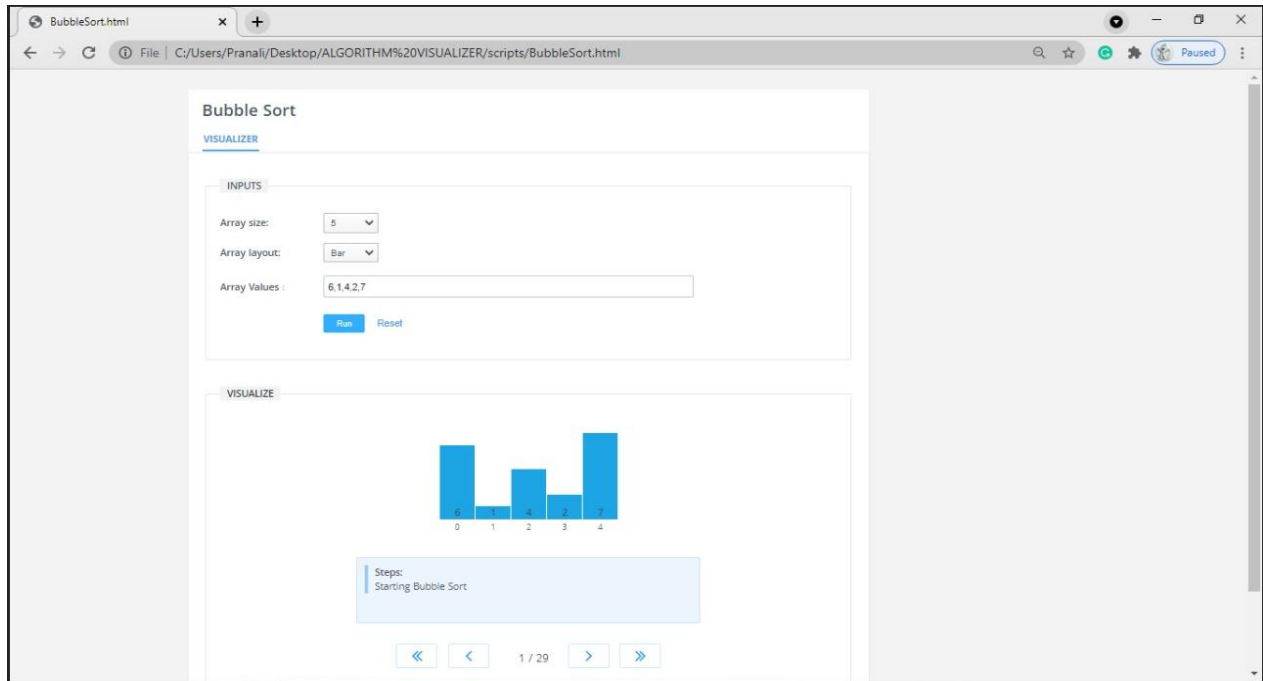 BubbleSort.html
File | C:/Users/Pranali/Desktop/ALGORITHM%20VISUALIZER/scripts/BubbleSort.html
Paused
Bubble Sort
VISUALIZER
INPUTS
Array size: 5
Array layout: Bar
Array Values : 6,1,4,2,7
Run Reset
VISUALIZE
6 1 4 2 7
0 1 2 3 4
Steps:
Starting Bubble Sort
1 / 29